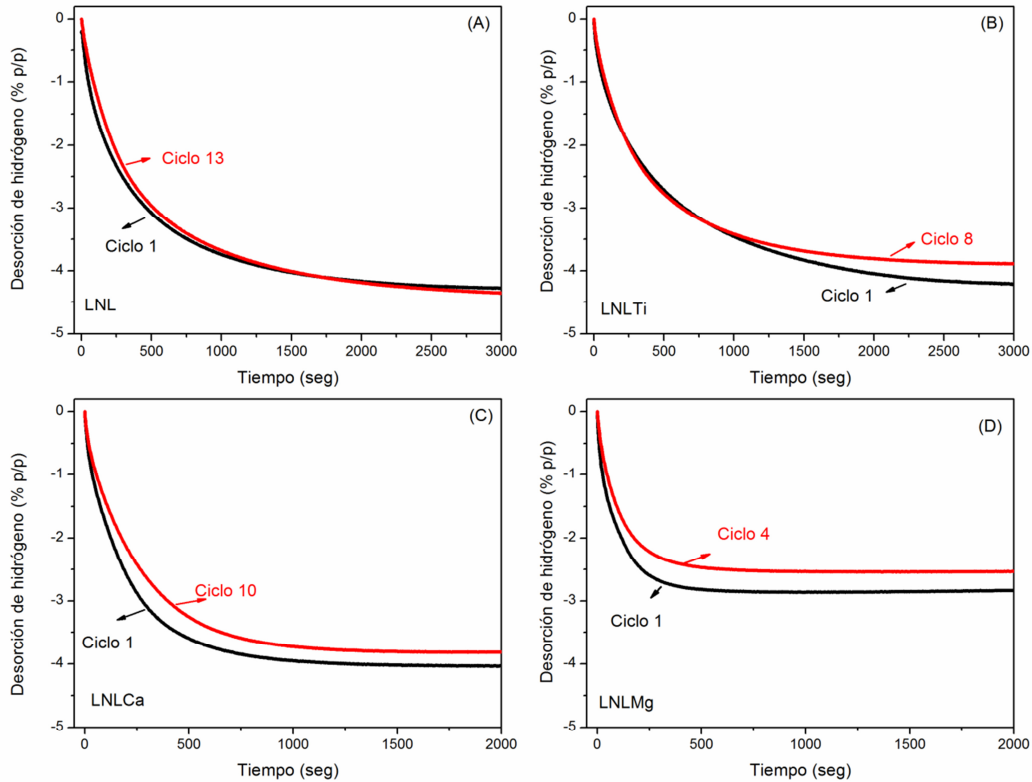 (A)
Desorción de hidrógeno (% p/p)
0
-1
-2
-3
-4
-5
Ciclo 13
Ciclo 1
LNL
0 500 1000 1500 2000 2500 3000
Tiempo (seg)
(B)
Desorción de hidrógeno (% p/p)
0
-1
-2
-3
-4
-5
Ciclo 8
Ciclo 1
LNLTi
0 500 1000 1500 2000 2500 3000
Tiempo (seg)
(C)
Desorción de hidrógeno (% p/p)
0
-1
-2
-3
-4
-5
Ciclo 10
Ciclo 1
LNLCa
0 500 1000 1500 2000
Tiempo (seg)
(D)
Desorción de hidrógeno (% p/p)
0
-1
-2
-3
-4
-5
Ciclo 4
Ciclo 1
LNLMg
0 500 1000 1500 2000
Tiempo (seg)